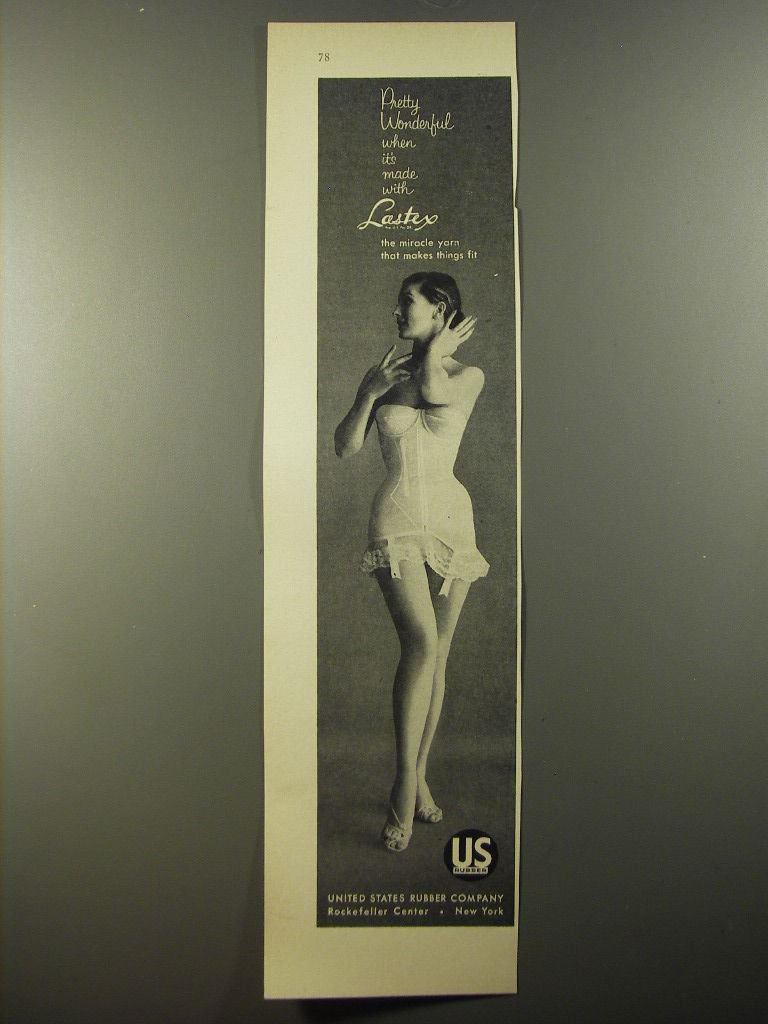 78
Pretty
Wonderful
when
it's
made
with
Lastex
the miracle yarn
that makes things fit
US
RUBBER
UNITED STATES RUBBER COMPANY
Rockefeller Center • New York